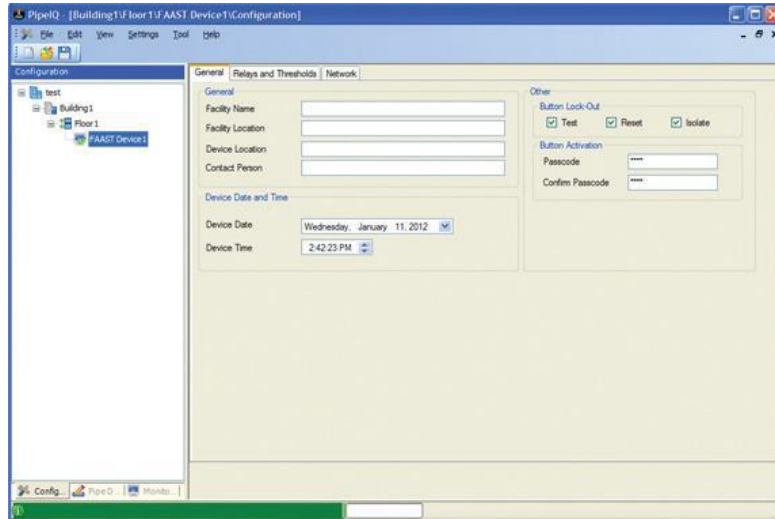 PipeIQ - [Building1\Floor1\FAAST Device1\Configuration]
File Edit View Settings Tool Help
Configuration
test
Building1
Floor1
FAAST Device1
General Relays and Thresholds Network
General
Facility Name
Facility Location
Device Location
Contact Person
Device Date and Time
Device Date Wednesday, January 11, 2012
Device Time 2:42:23 PM
Other
Button Lock-Out
Test Reset Isolate
Button Activation
Passcode ****
Confirm Passcode ****
Config... PipeD... Monito...